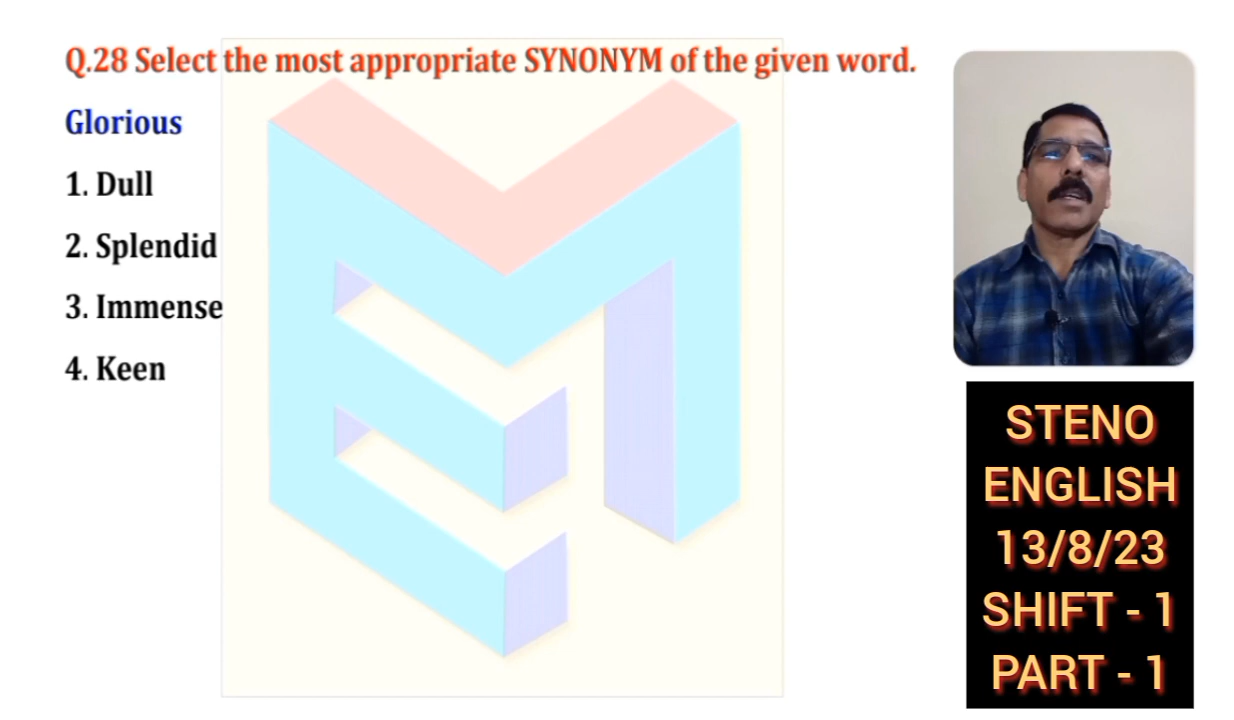 Q.28 Select the most appropriate SYNONYM of the given word.
Glorious
1. Dull
2. Splendid
3. Immense
4. Keen
STENO
ENGLISH
13/8/23
SHIFT - 1
PART - 1